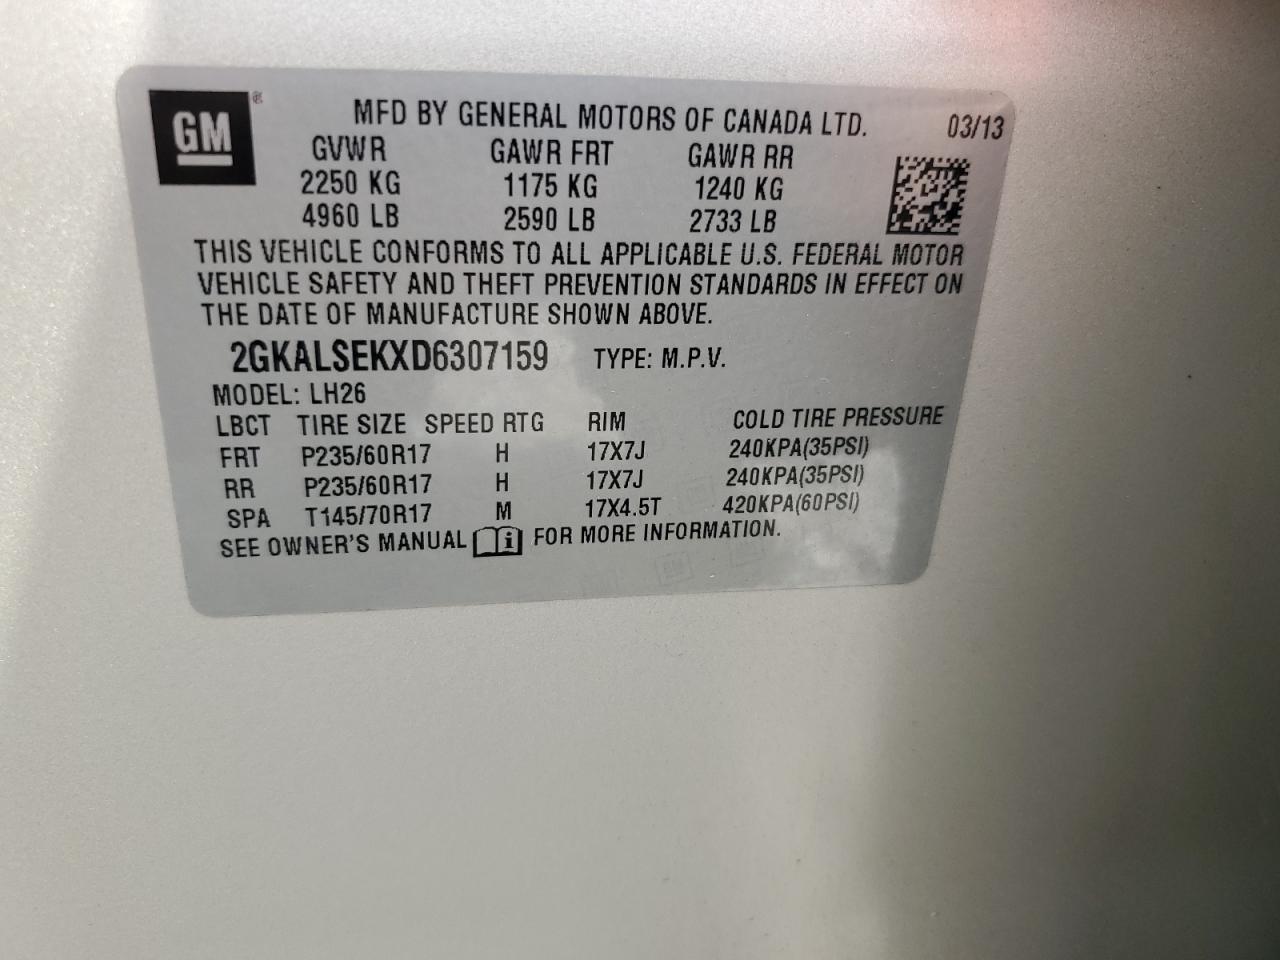 GM ®
MFD BY GENERAL MOTORS OF CANADA LTD. 03/13
GVWR GAWR FRT GAWR RR
2250 KG 1175 KG 1240 KG
4960 LB 2590 LB 2733 LB
THIS VEHICLE CONFORMS TO ALL APPLICABLE U.S. FEDERAL MOTOR
VEHICLE SAFETY AND THEFT PREVENTION STANDARDS IN EFFECT ON
THE DATE OF MANUFACTURE SHOWN ABOVE.
2GKALSEKXD6307159 TYPE: M.P.V.
MODEL: LH26
LBCT TIRE SIZE SPEED RTG RIM COLD TIRE PRESSURE
FRT P235/60R17 H 17X7J 240KPA(35PSI)
RR P235/60R17 H 17X7J 240KPA(35PSI)
SPA T145/70R17 M 17X4.5T 420KPA(60PSI)
SEE OWNER'S MANUAL i FOR MORE INFORMATION.
GM